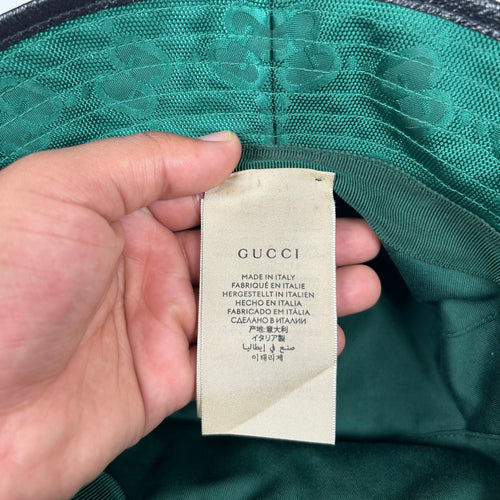 GUCCI
MADE IN ITALY
FABRIQUÉ EN ITALIE
HERGESTELLT IN ITALIEN
HECHO EN ITALIA
FABRICADO EM ITÁLIA
СДЕЛАНО В ИТАЛИИ
产地:意大利
イタリア製
صنع في إيطاليا
이태리제